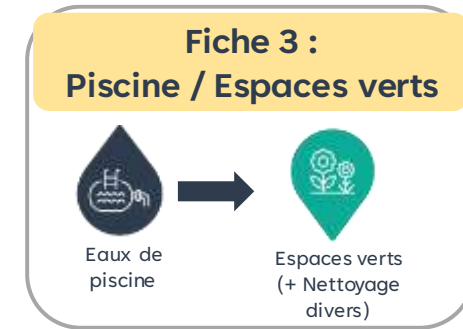 Fiche 3 :
Piscine / Espaces verts
Eaux de
piscine
Espaces verts
(+ Nettoyage
divers)